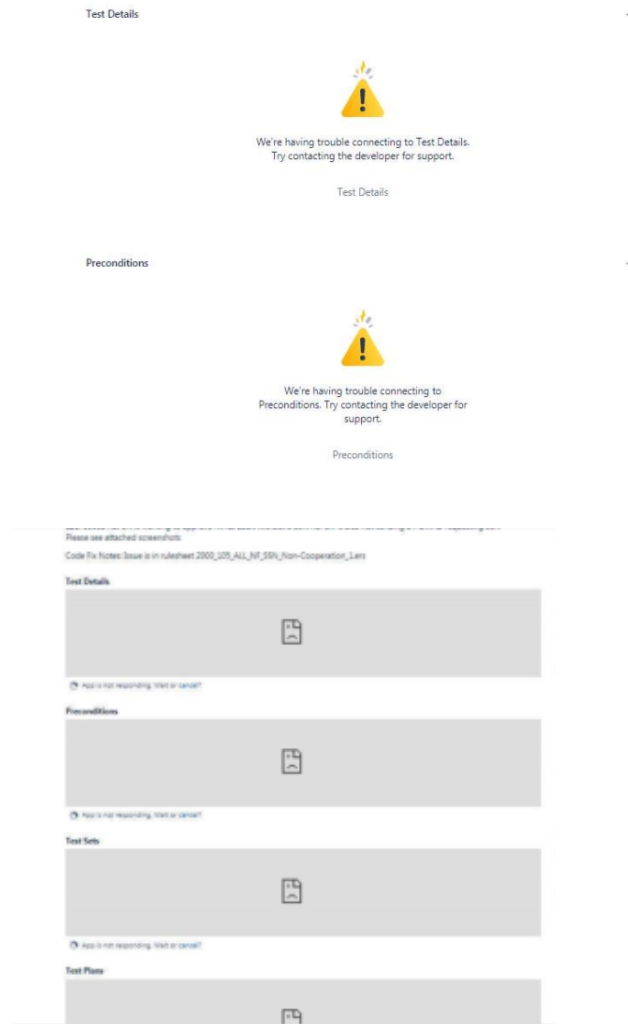 Test Details
We're having trouble connecting to Test Details.
Try contacting the developer for support.
Test Details
Preconditions
We're having trouble connecting to
Preconditions. Try contacting the developer for
support.
Preconditions
Please see attached screenshots
Code Fix Notes: Issue is in rulesheet 2000_105_ALL_NF_SSN_Non-Cooperation_1.ers
Test Details
App is not responding. Wait or cancel?
Preconditions
App is not responding. Wait or cancel?
Test Sets
App is not responding. Wait or cancel?
Test Plans